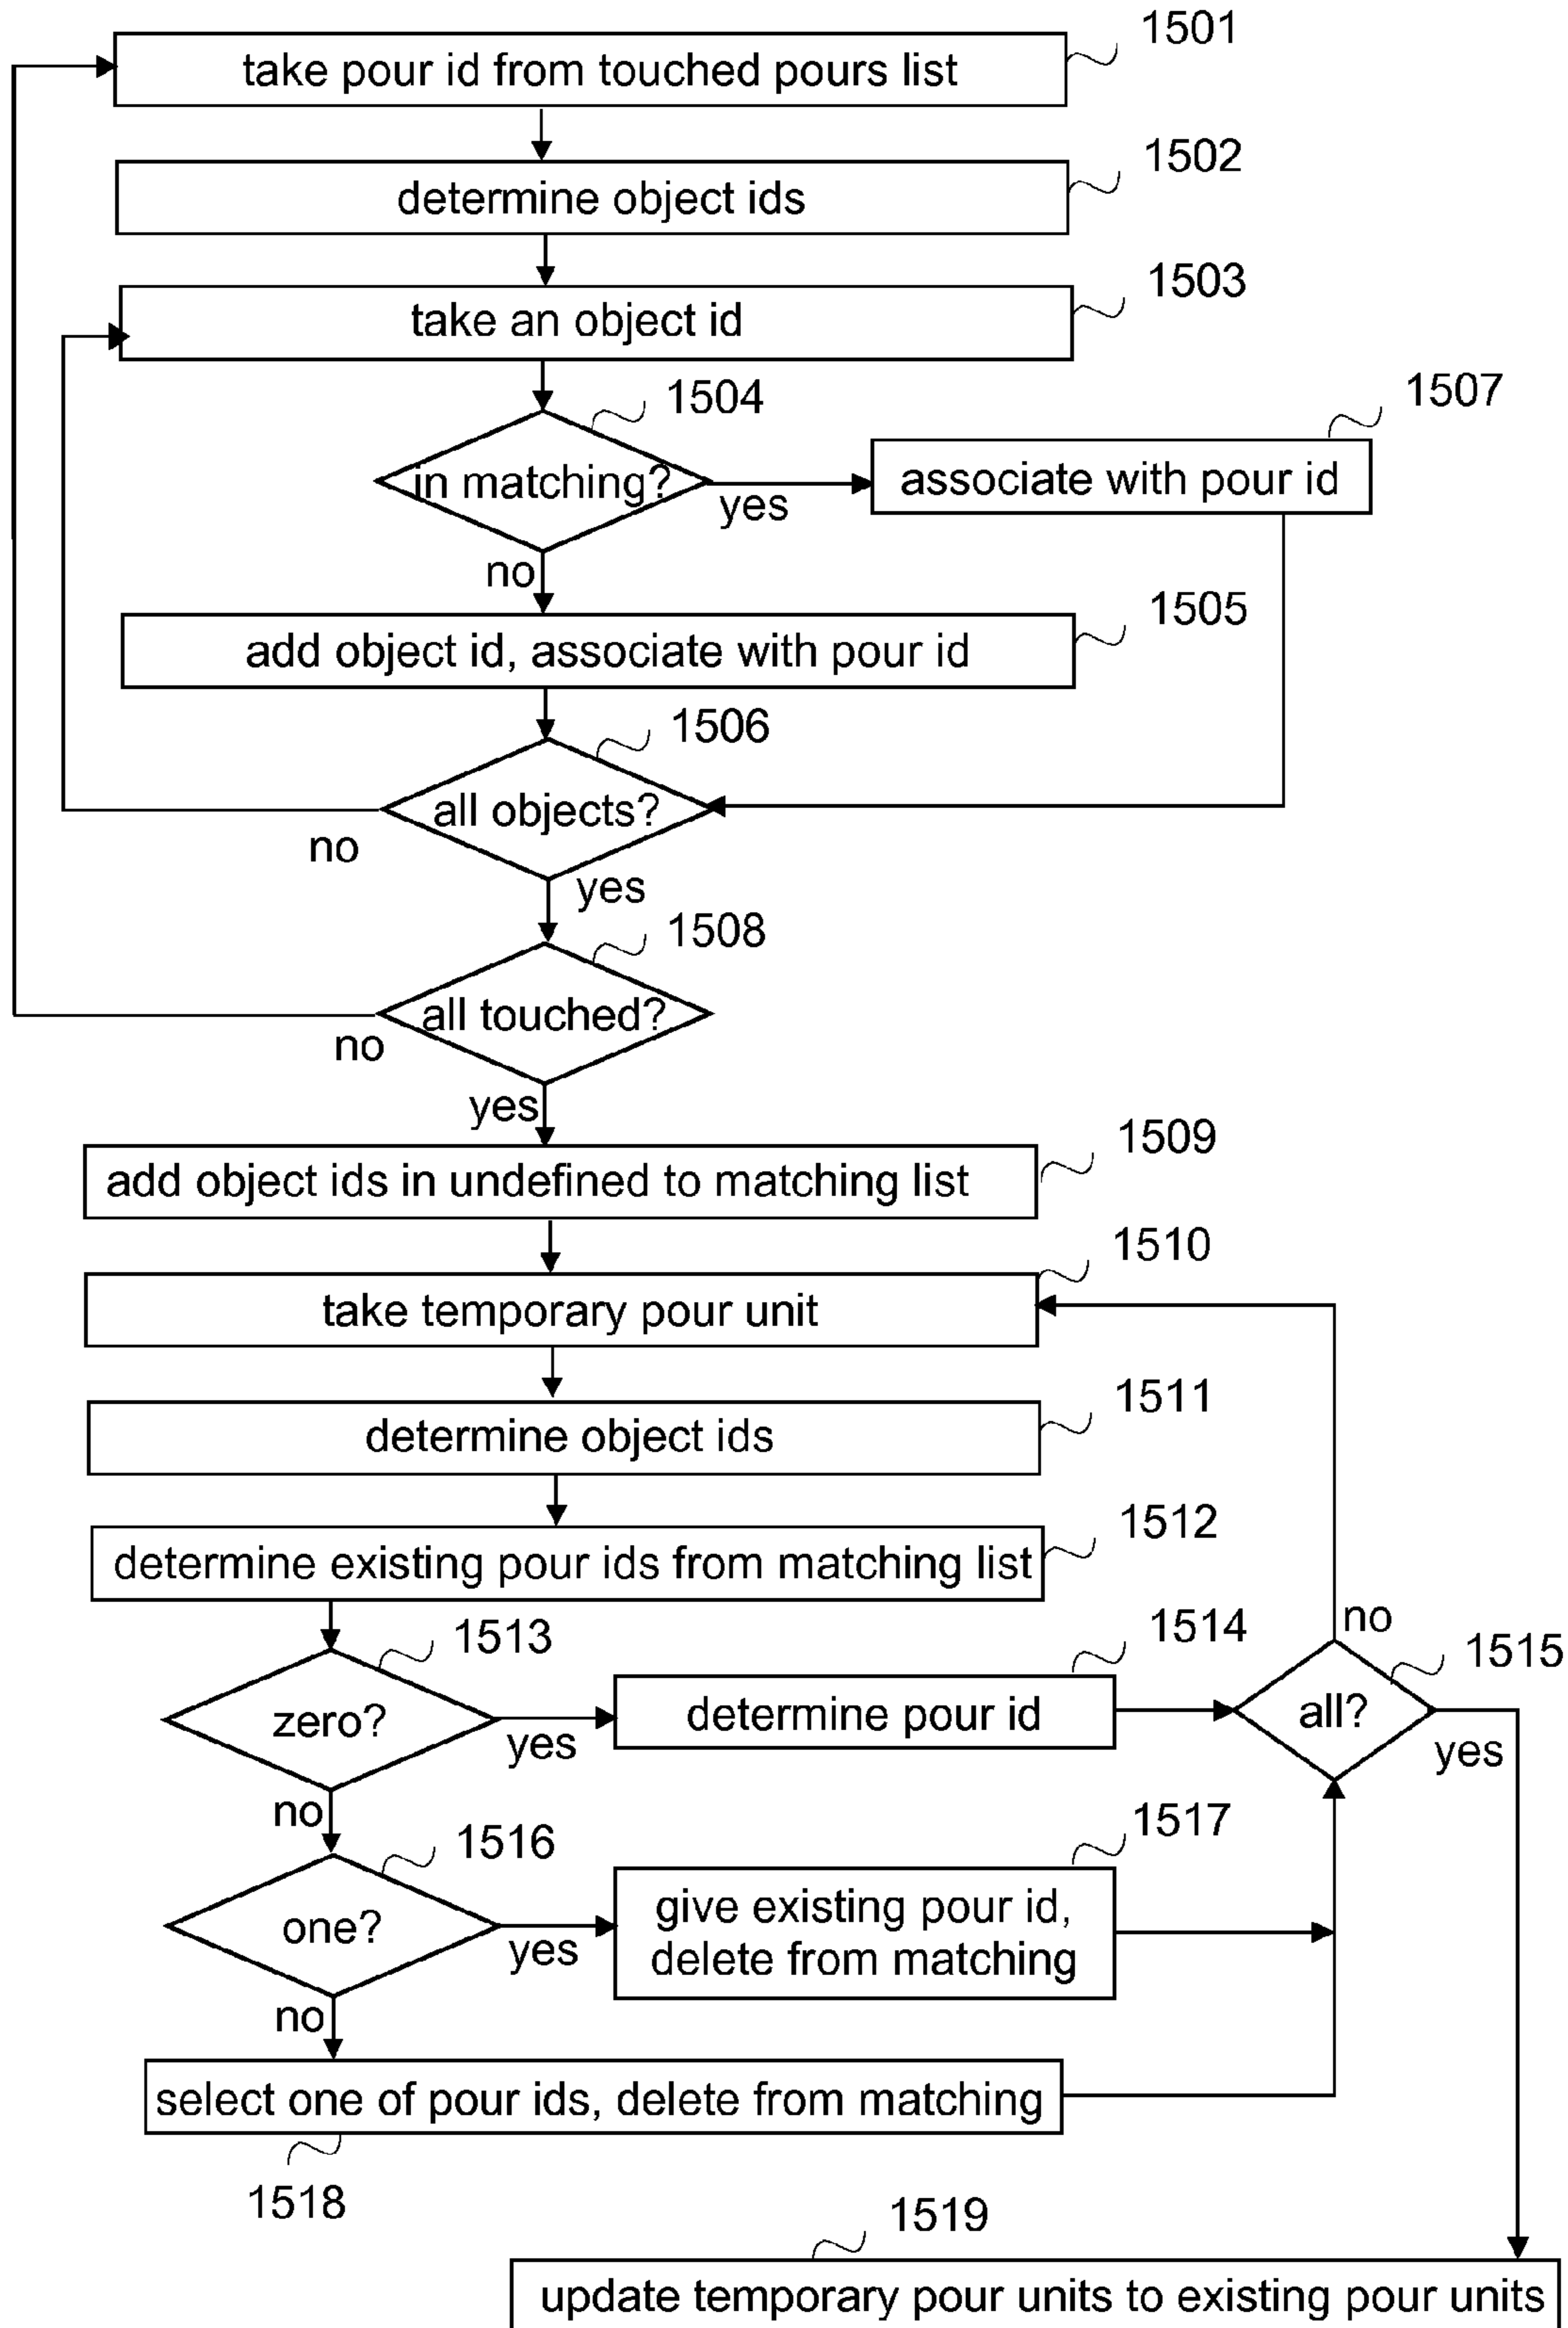 1501
take pour id from touched pours list
1502
determine object ids
1503
take an object id
1504
in matching?
yes
1507
associate with pour id
no
1505
add object id, associate with pour id
1506
all objects?
no
yes
1508
all touched?
no
yes
1509
add object ids in undefined to matching list
1510
take temporary pour unit
1511
determine object ids
1512
determine existing pour ids from matching list
1513
zero?
yes
1514
determine pour id
no
1515
all?
yes
no
1516
one?
yes
1517
give existing pour id,
delete from matching
no
select one of pour ids, delete from matching
1518
1519
update temporary pour units to existing pour units